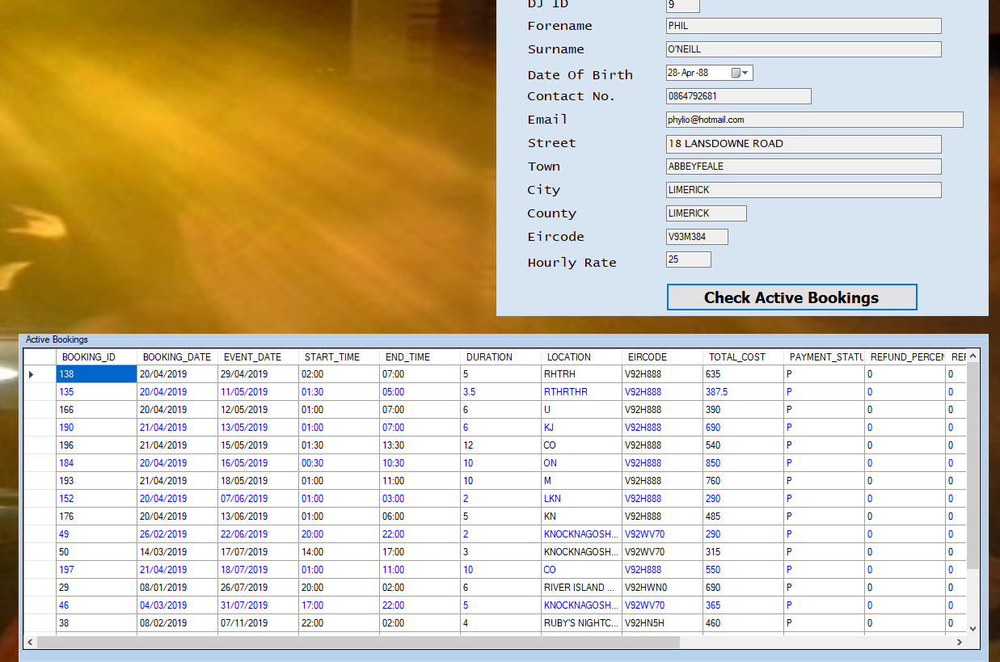 DJ ID 9
Forename PHIL
Surname O'NEILL
Date Of Birth 28-Apr-88
Contact No. 0864792681
Email phylio@hotmail.com
Street 18 LANSDOWNE ROAD
Town ABBEYFEALE
City LIMERICK
County LIMERICK
Eircode V93M384
Hourly Rate 25
Check Active Bookings
Active Bookings
BOOKING_ID BOOKING_DATE EVENT_DATE START_TIME END_TIME DURATION LOCATION EIRCODE TOTAL_COST PAYMENT_STATU REFUND_PERCEN REF
138 20/04/2019 29/04/2019 02:00 07:00 5 RHTRH V92H888 635 P 0 0
135 20/04/2019 11/05/2019 01:30 05:00 3.5 RTHRTHR V92H888 387.5 P 0 0
166 20/04/2019 12/05/2019 01:00 07:00 6 U V92H888 390 P 0 0
190 21/04/2019 13/05/2019 01:00 07:00 6 KJ V92H888 690 P 0 0
196 21/04/2019 15/05/2019 01:30 13:30 12 CO V92H888 540 P 0 0
184 20/04/2019 16/05/2019 00:30 10:30 10 ON V92H888 850 P 0 0
193 21/04/2019 18/05/2019 01:00 11:00 10 M V92H888 760 P 0 0
152 20/04/2019 07/06/2019 01:00 03:00 2 LKN V92H888 290 P 0 0
176 20/04/2019 13/06/2019 01:00 06:00 5 KN V92H888 485 P 0 0
49 26/02/2019 22/06/2019 20:00 22:00 2 KNOCKNAGOSH... V92WV70 290 P 0 0
50 14/03/2019 17/07/2019 14:00 17:00 3 KNOCKNAGOSH... V92WV70 315 P 0 0
197 21/04/2019 18/07/2019 01:00 11:00 10 CO V92H888 550 P 0 0
29 08/01/2019 26/07/2019 20:00 02:00 6 RIVER ISLAND ... V92HWN0 690 P 0 0
46 04/03/2019 31/07/2019 17:00 22:00 5 KNOCKNAGOSH... V92WV70 365 P 0 0
38 08/02/2019 07/11/2019 22:00 02:00 4 RUBY'S NIGHTC... V92HN5H 460 P 0 0